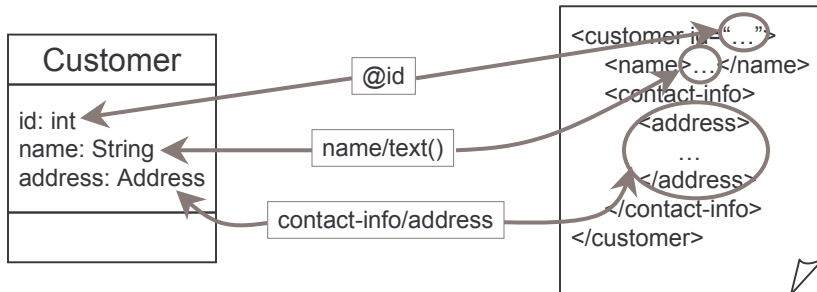 Customer
id: int
name: String
address: Address
@id
name/text()
contact-info/address
<customer id="…">
<name>…</name>
<contact-info>
<address>
…
</address>
</contact-info>
</customer>